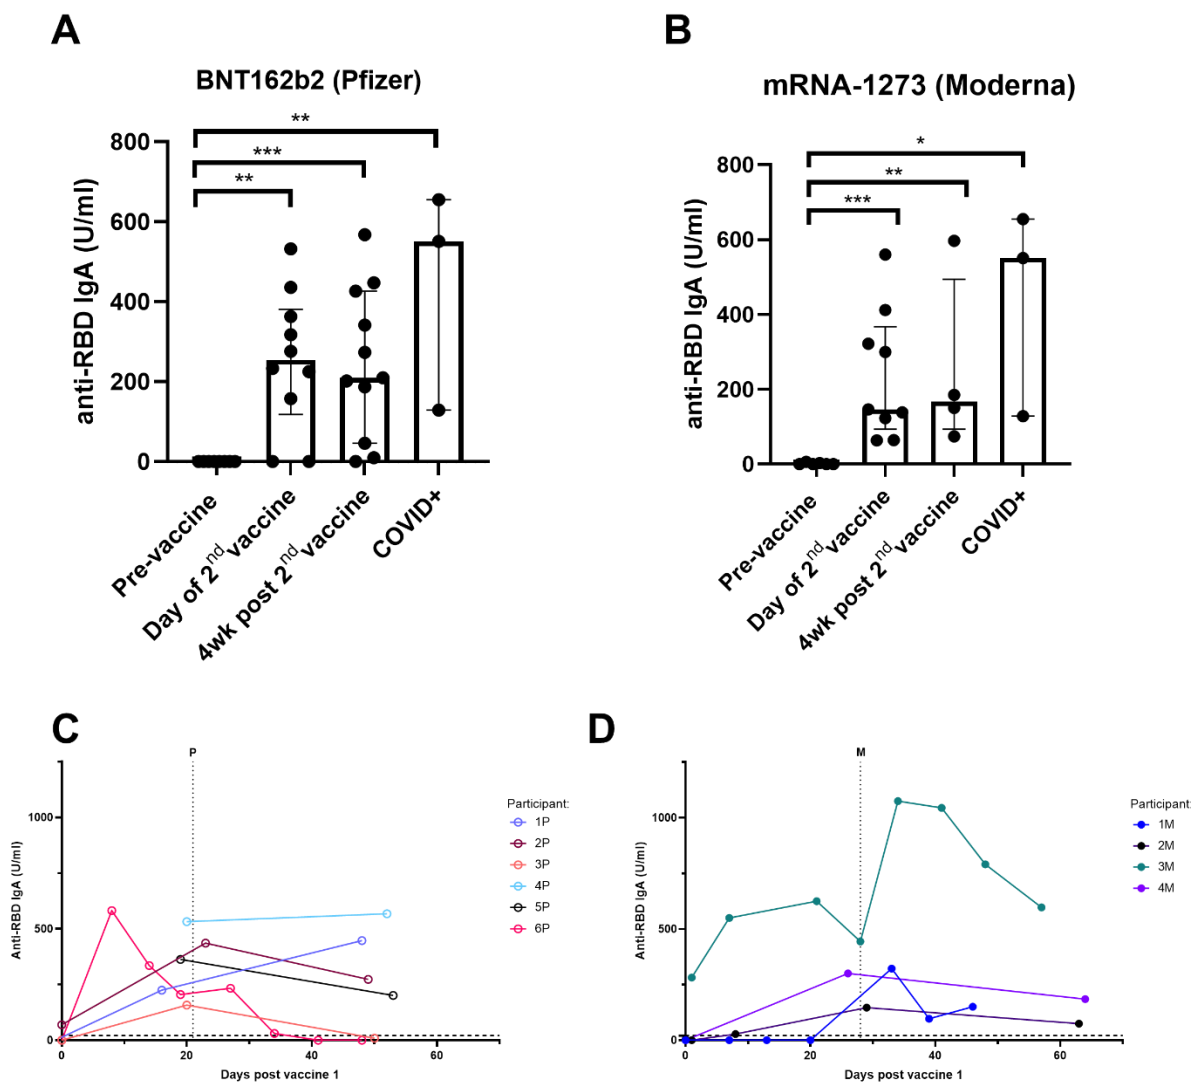 A
BNT162b2 (Pfizer)
**
***
**
anti-RBD IgA (U/ml)
800
600
400
200
0
Pre-vaccine
Day of 2nd vaccine
4wk post 2nd vaccine
COVID+
B
mRNA-1273 (Moderna)
*
**
***
anti-RBD IgA (U/ml)
800
600
400
200
0
Pre-vaccine
Day of 2nd vaccine
4wk post 2nd vaccine
COVID+
C
P
Anti-RBD IgA (U/ml)
1000
500
0
0
20
40
60
Days post vaccine 1
Participant:
1P
2P
3P
4P
5P
6P
D
M
Anti-RBD IgA (U/ml)
1000
500
0
0
20
40
60
Days post vaccine 1
Participant:
1M
2M
3M
4M